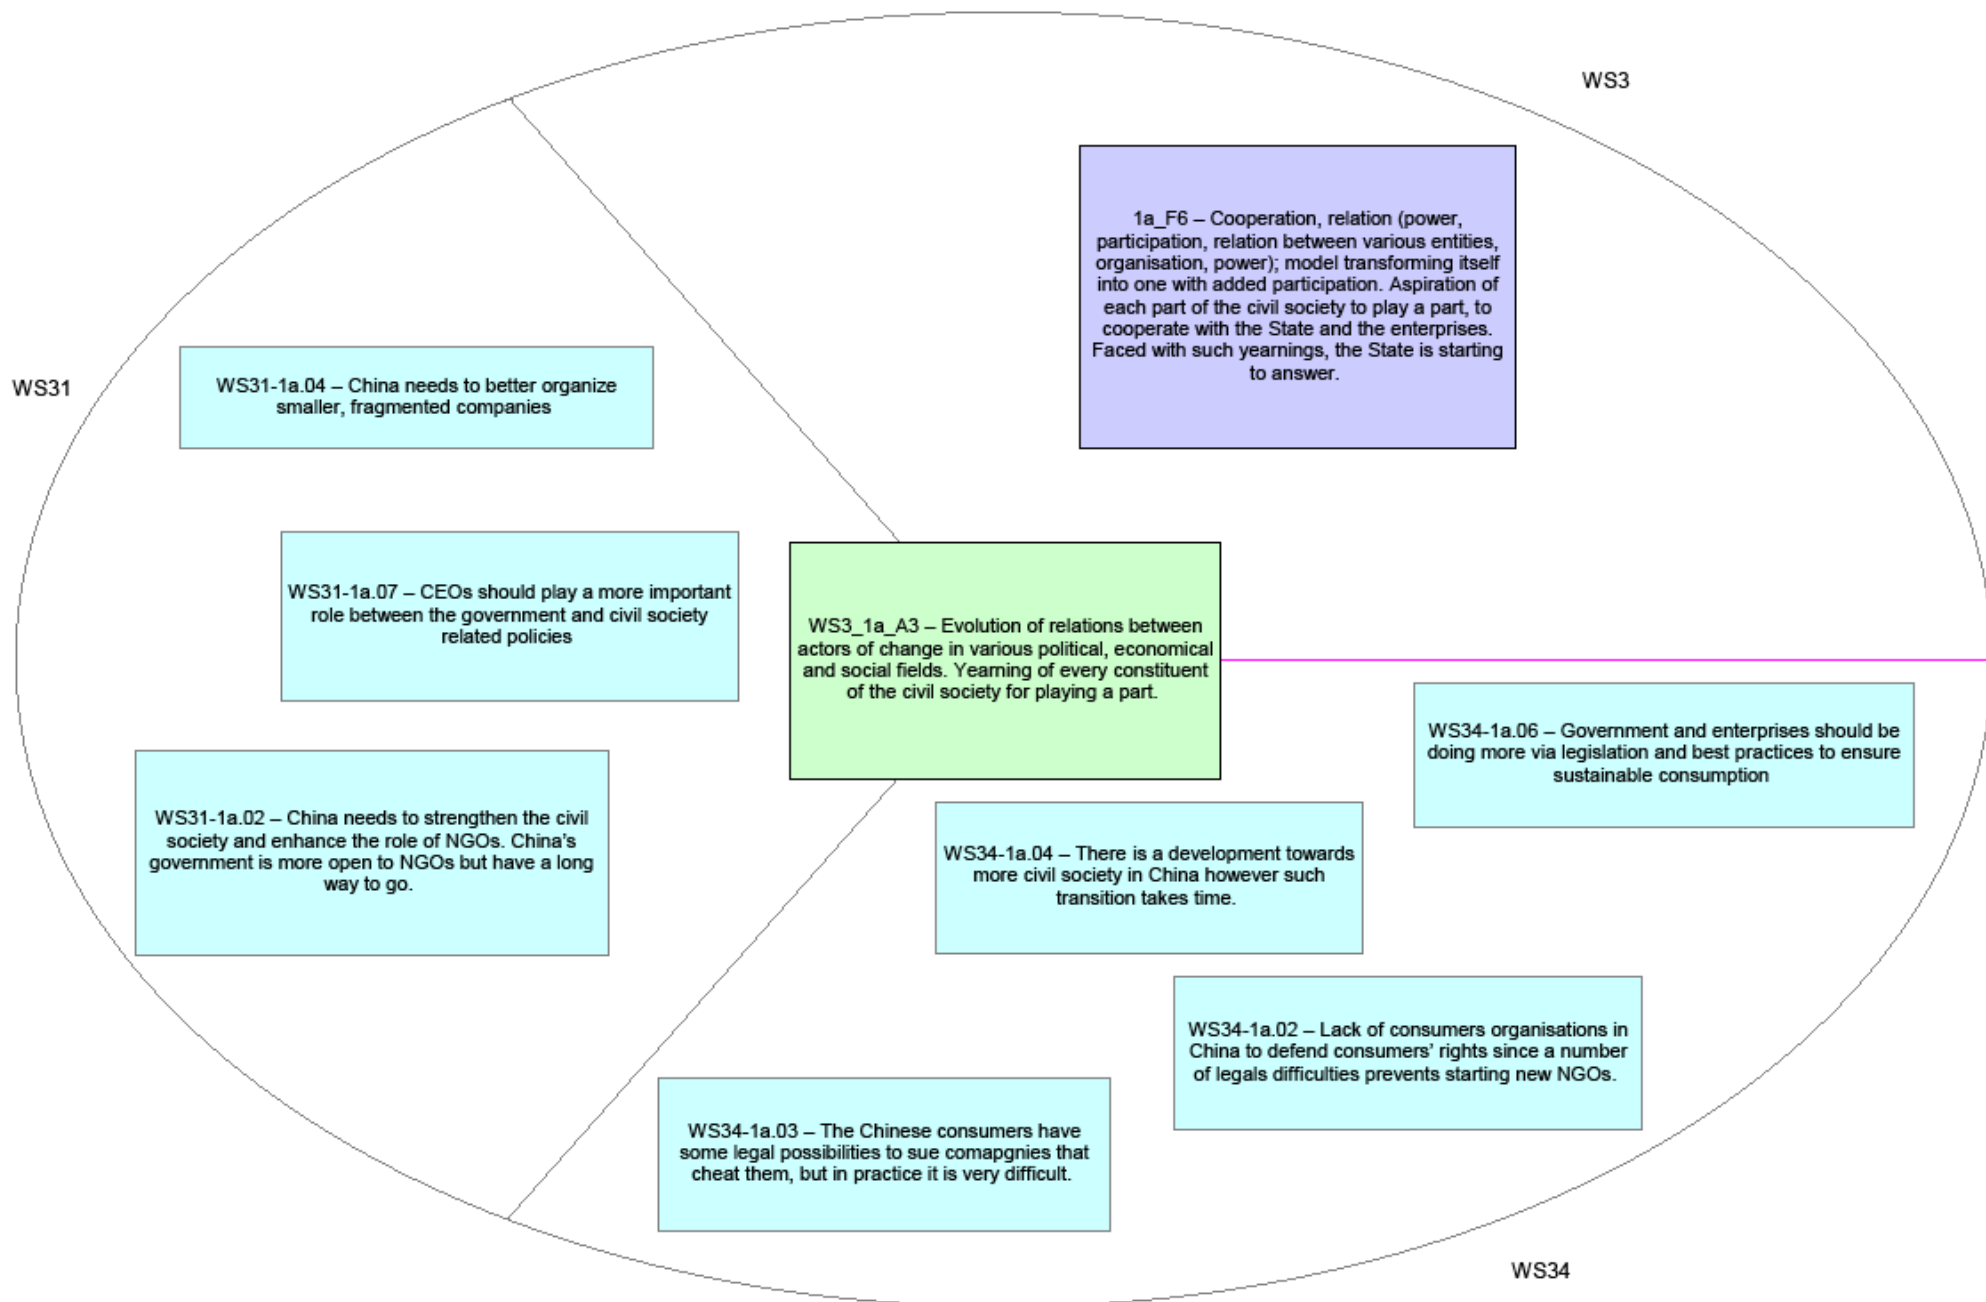 WS3
1a_F6 – Cooperation, relation (power,
participation, relation between various entities,
organisation, power); model transforming itself
into one with added participation. Aspiration of
each part of the civil society to play a part, to
cooperate with the State and the enterprises.
Faced with such yearnings, the State is starting
to answer.
WS31
WS31-1a.04 – China needs to better organize
smaller, fragmented companies
WS31-1a.07 – CEOs should play a more important
role between the government and civil society
related policies
WS3_1a_A3 – Evolution of relations between
actors of change in various political, economical
and social fields. Yearning of every constituent
of the civil society for playing a part.
WS34-1a.06 – Government and enterprises should be
doing more via legislation and best practices to ensure
sustainable consumption
WS31-1a.02 – China needs to strengthen the civil
society and enhance the role of NGOs. China's
government is more open to NGOs but have a long
way to go.
WS34-1a.04 – There is a development towards
more civil society in China however such
transition takes time.
WS34-1a.02 – Lack of consumers organisations in
China to defend consumers' rights since a number
of legals difficulties prevents starting new NGOs.
WS34-1a.03 – The Chinese consumers have
some legal possibilities to sue comapgnies that
cheat them, but in practice it is very difficult.
WS34